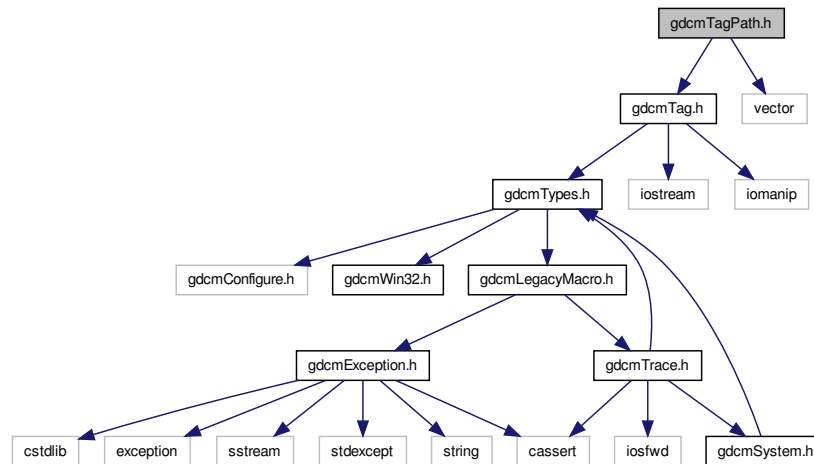 gdcmTagPath.h
gdcmTag.h
vector
gdcmTypes.h
iostream
iomanip
gdcmConfigure.h
gdcmWin32.h
gdcmLegacyMacro.h
gdcmException.h
gdcmTrace.h
cstdlib
exception
sstream
stdexcept
string
cassert
iosfwd
gdcmSystem.h